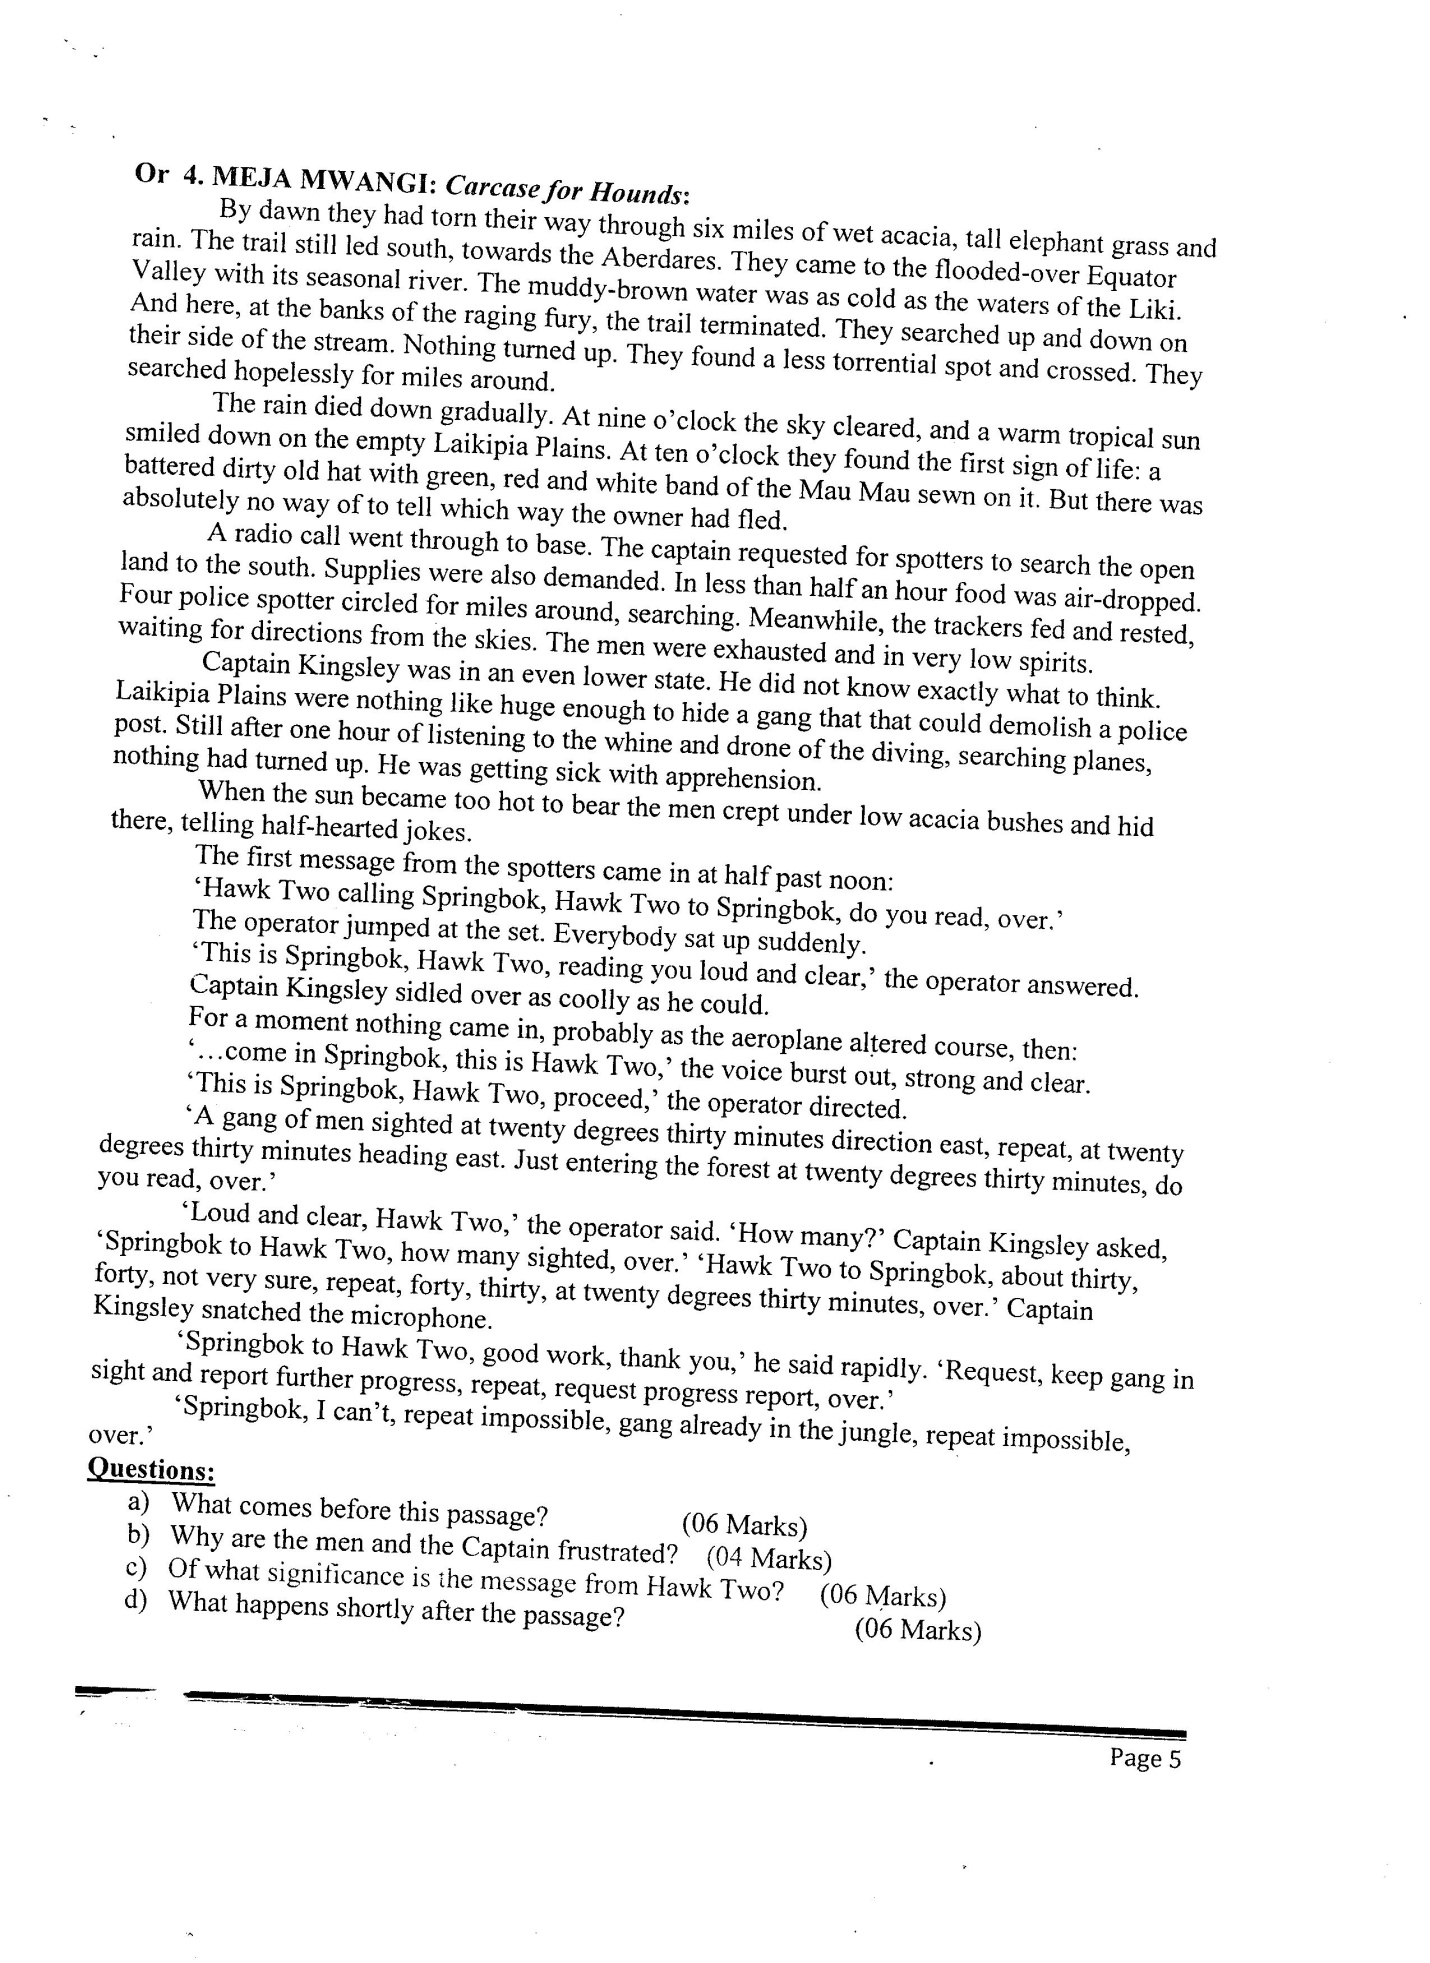 Or 4. MEJA MWANGI: Carcase for Hounds:
By dawn they had torn their way through six miles of wet acacia, tall elephant grass and
rain. The trail still led south, towards the Aberdares. They came to the flooded-over Equator
Valley with its seasonal river. The muddy-brown water was as cold as the waters of the Liki.
And here, at the banks of the raging fury, the trail terminated. They searched up and down on
their side of the stream. Nothing turned up. They found a less torrential spot and crossed. They
searched hopelessly for miles around.
The rain died down gradually. At nine o’clock the sky cleared, and a warm tropical sun
smiled down on the empty Laikipia Plains. At ten o’clock they found the first sign of life: a
battered dirty old hat with green, red and white band of the Mau Mau sewn on it. But there was
absolutely no way of to tell which way the owner had fled.
A radio call went through to base. The captain requested for spotters to search the open
land to the south. Supplies were also demanded. In less than half an hour food was air-dropped.
Four police spotter circled for miles around, searching. Meanwhile, the trackers fed and rested,
waiting for directions from the skies. The men were exhausted and in very low spirits.
Captain Kingsley was in an even lower state. He did not know exactly what to think.
Laikipia Plains were nothing like huge enough to hide a gang that that could demolish a police
post. Still after one hour of listening to the whine and drone of the diving, searching planes,
nothing had turned up. He was getting sick with apprehension.
When the sun became too hot to bear the men crept under low acacia bushes and hid
there, telling half-hearted jokes.
The first message from the spotters came in at half past noon:
‘Hawk Two calling Springbok, Hawk Two to Springbok, do you read, over.’
The operator jumped at the set. Everybody sat up suddenly.
‘This is Springbok, Hawk Two, reading you loud and clear,’ the operator answered.
Captain Kingsley sidled over as coolly as he could.
For a moment nothing came in, probably as the aeroplane altered course, then:
‘…come in Springbok, this is Hawk Two,’ the voice burst out, strong and clear.
‘This is Springbok, Hawk Two, proceed,’ the operator directed.
‘A gang of men sighted at twenty degrees thirty minutes direction east, repeat, at twenty
degrees thirty minutes heading east. Just entering the forest at twenty degrees thirty minutes, do
you read, over.’
‘Loud and clear, Hawk Two,’ the operator said. ‘How many?’ Captain Kingsley asked,
‘Springbok to Hawk Two, how many sighted, over.’ ‘Hawk Two to Springbok, about thirty,
forty, not very sure, repeat, forty, thirty, at twenty degrees thirty minutes, over.’ Captain
Kingsley snatched the microphone.
‘Springbok to Hawk Two, good work, thank you,’ he said rapidly. ‘Request, keep gang in
sight and report further progress, repeat, request progress report, over.’
‘Springbok, I can’t, repeat impossible, gang already in the jungle, repeat impossible,
over.’
Questions:
a) What comes before this passage? (06 Marks)
b) Why are the men and the Captain frustrated? (04 Marks)
c) Of what significance is the message from Hawk Two? (06 Marks)
d) What happens shortly after the passage? (06 Marks)
Page 5